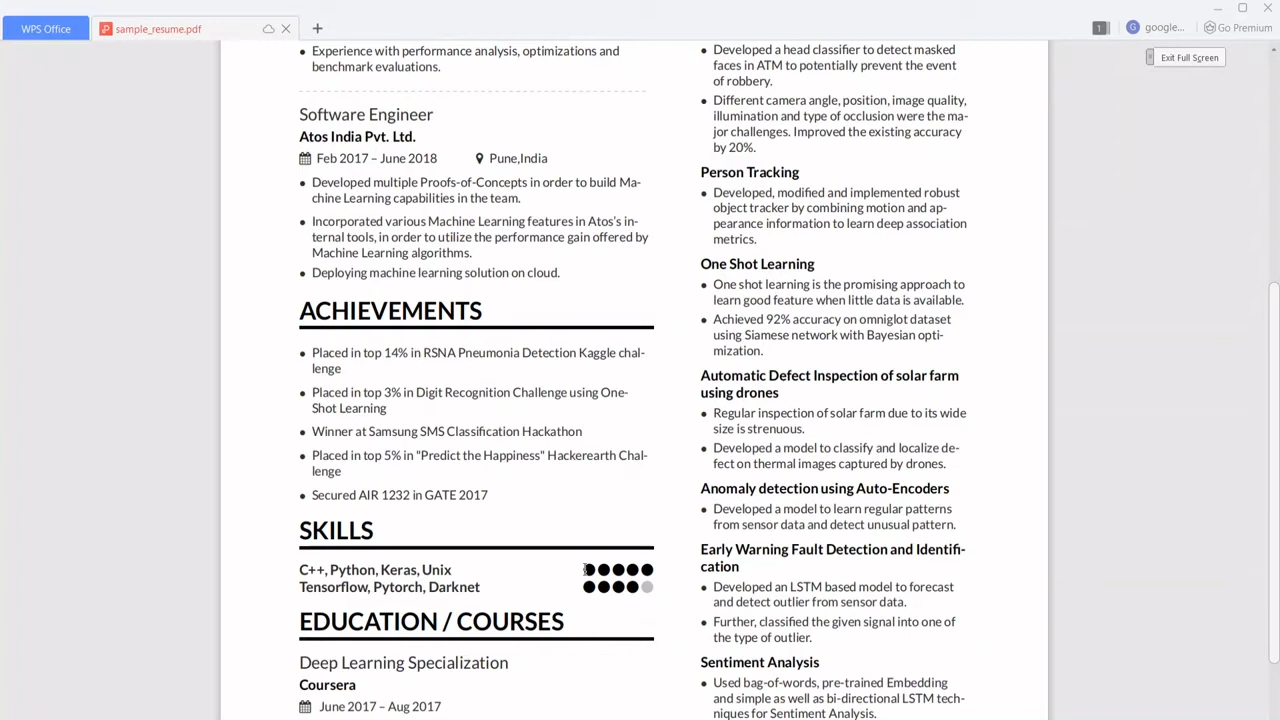 WPS Office
sample_resume.pdf
1
G google...
Go Premium
Exit Full Screen
• Experience with performance analysis, optimizations and
benchmark evaluations.
Software Engineer
Atos India Pvt. Ltd.
Feb 2017 – June 2018 Pune,India
• Developed multiple Proofs-of-Concepts in order to build Ma-
chine Learning capabilities in the team.
• Incorporated various Machine Learning features in Atos's in-
ternal tools, in order to utilize the performance gain offered by
Machine Learning algorithms.
• Deploying machine learning solution on cloud.
ACHIEVEMENTS
• Placed in top 14% in RSNA Pneumonia Detection Kaggle chal-
lenge
• Placed in top 3% in Digit Recognition Challenge using One-
Shot Learning
• Winner at Samsung SMS Classification Hackathon
• Placed in top 5% in "Predict the Happiness" Hackerearth Chal-
lenge
• Secured AIR 1232 in GATE 2017
SKILLS
C++, Python, Keras, Unix
Tensorflow, Pytorch, Darknet
EDUCATION / COURSES
Deep Learning Specialization
Coursera
June 2017 – Aug 2017
• Developed a head classifier to detect masked
faces in ATM to potentially prevent the event
of robbery.
• Different camera angle, position, image quality,
illumination and type of occlusion were the ma-
jor challenges. Improved the existing accuracy
by 20%.
Person Tracking
• Developed, modified and implemented robust
object tracker by combining motion and ap-
pearance information to learn deep association
metrics.
One Shot Learning
• One shot learning is the promising approach to
learn good feature when little data is available.
• Achieved 92% accuracy on omniglot dataset
using Siamese network with Bayesian opti-
mization.
Automatic Defect Inspection of solar farm
using drones
• Regular inspection of solar farm due to its wide
size is strenuous.
• Developed a model to classify and localize de-
fect on thermal images captured by drones.
Anomaly detection using Auto-Encoders
• Developed a model to learn regular patterns
from sensor data and detect unusual pattern.
Early Warning Fault Detection and Identifi-
cation
• Developed an LSTM based model to forecast
and detect outlier from sensor data.
• Further, classified the given signal into one of
the type of outlier.
Sentiment Analysis
• Used bag-of-words, pre-trained Embedding
and simple as well as bi-directional LSTM tech-
niques for Sentiment Analysis.